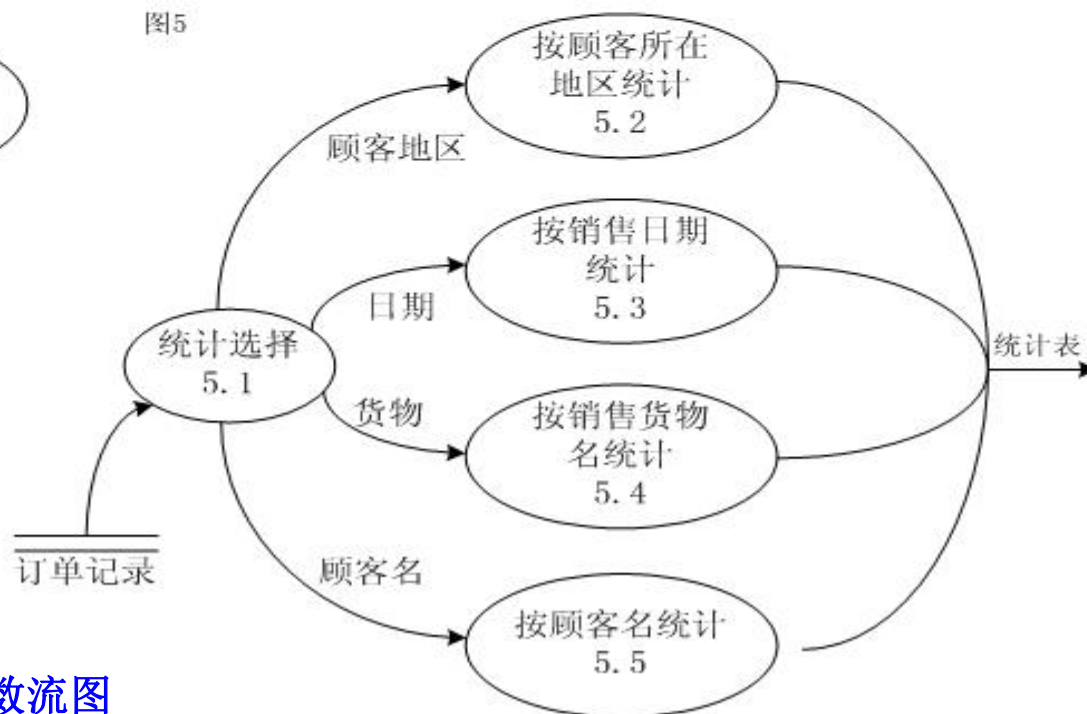 图5
按顾客所在
地区统计
5.2
顾客地区
按销售日期
统计
5.3
日期
统计选择
5.1
统计表
货物
按销售货物
名统计
5.4
订单记录
顾客名
按顾客名统计
5.5
数流图